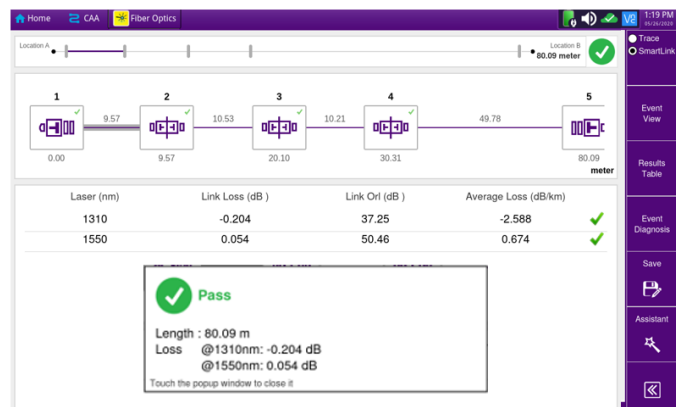 Home CAA Fiber Optics V2 1:19 PM
05/26/2020
Location A
Location B
80.09 meter
Trace
SmartLink
1 2 3 4 5
9.57 10.53 10.21 49.78
0.00 9.57 20.10 30.31 80.09
meter
Event
View
Results
Table
Event
Diagnosis
Save
Assistant
Laser (nm) Link Loss (dB ) Link Orl (dB ) Average Loss (dB/km)
1310 -0.204 37.25 -2.588
1550 0.054 50.46 0.674
Pass
Length : 80.09 m
Loss @1310nm: -0.204 dB
@1550nm: 0.054 dB
Touch the popup window to close it